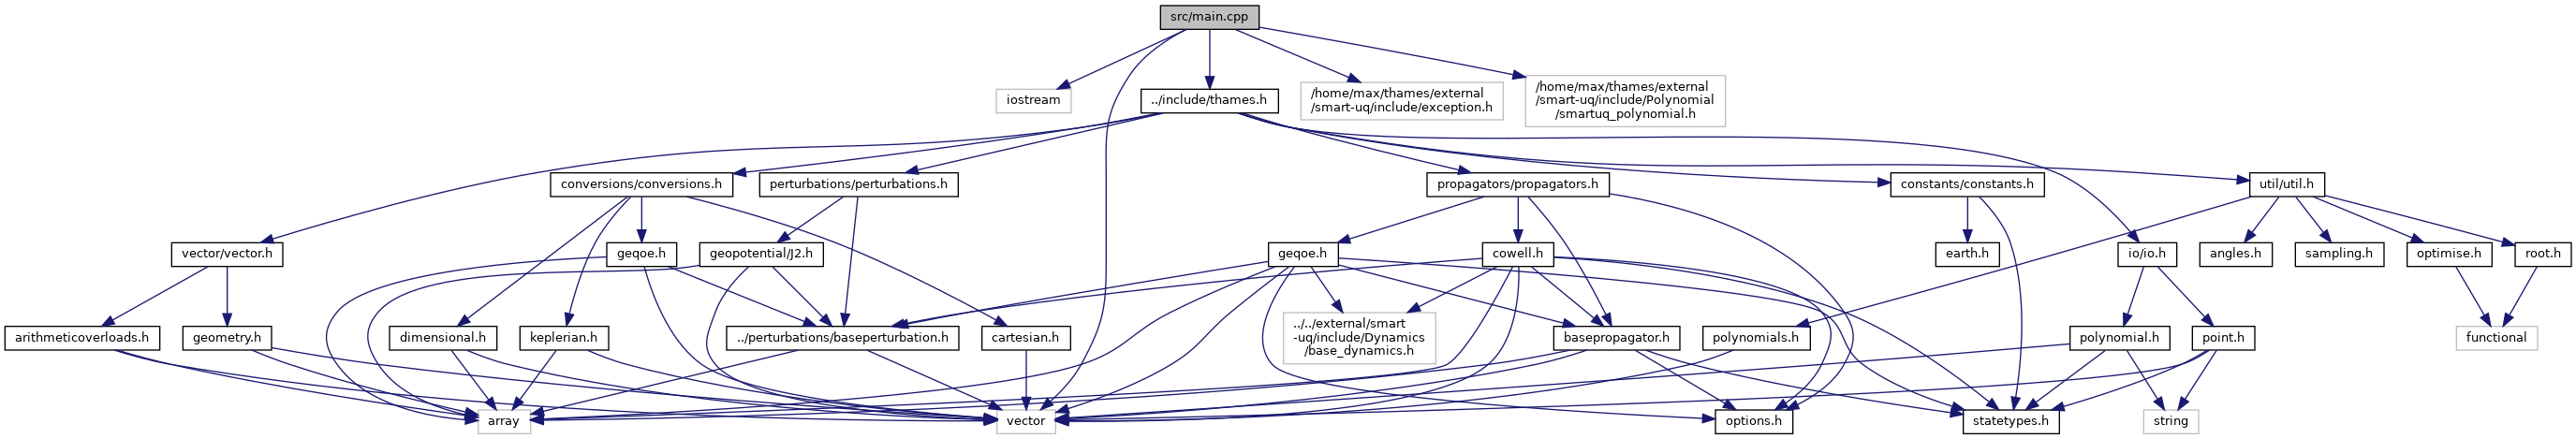 src/main.cpp
iostream
../include/thames.h
/home/max/thames/external
/smart-uq/include/exception.h
/home/max/thames/external
/smart-uq/include/Polynomial
/smartuq_polynomial.h
conversions/conversions.h
perturbations/perturbations.h
propagators/propagators.h
constants/constants.h
util/util.h
vector/vector.h
geqoe.h
geopotential/J2.h
geqoe.h
cowell.h
earth.h
io/io.h
angles.h
sampling.h
optimise.h
root.h
arithmeticoverloads.h
geometry.h
dimensional.h
keplerian.h
../perturbations/baseperturbation.h
cartesian.h
../../external/smart
-uq/include/Dynamics
/base_dynamics.h
basepropagator.h
polynomials.h
polynomial.h
point.h
functional
array
vector
options.h
statetypes.h
string